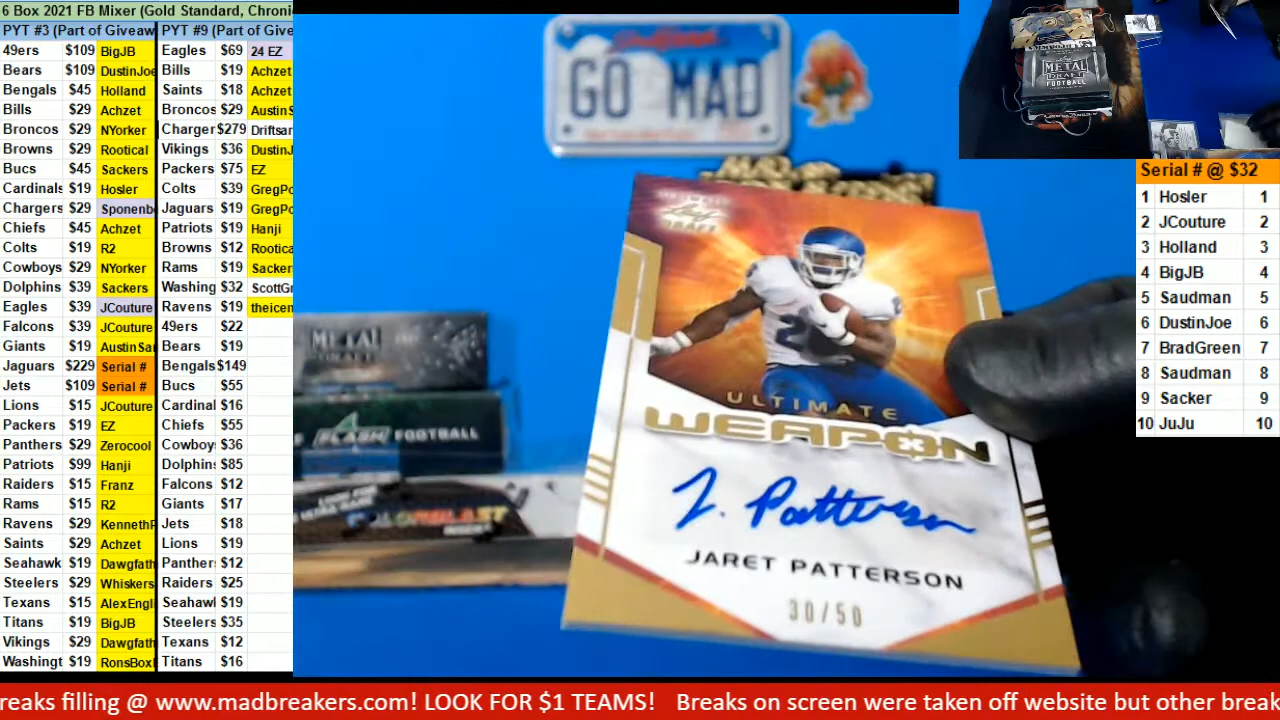 6 Box 2021 FB Mixer (Gold Standard, Chroni
PYT #3 (Part of Giveaw PYT #9 (Part of Give
49ers $109 BigJB Eagles $69 24 EZ
Bears $109 DustinJoe Bills $19 Achzet
Bengals $45 Holland Saints $18 Achzet
Bills $29 Achzet Broncos $29 AustinS
Broncos $29 NYorker Charger $279 Driftsar
Browns $29 Rootical Vikings $36 DustinJ
Bucs $45 Sackers Packers $75 EZ
Cardinals $19 Hosler Colts $39 GregPo
Chargers $29 Sponenb Jaguars $19 GregPo
Chiefs $45 Achzet Patriots $19 Hanji
Colts $19 R2 Browns $12 Rootica
Cowboys $29 NYorker Rams $19 Sacker
Dolphins $39 Sackers Washing $32 ScottGr
Eagles $39 JCouture Ravens $19 theicen
Falcons $39 JCouture 49ers $22
Giants $19 AustinSa Bears $19
Jaguars $229 Serial # Bengals $149
Jets $109 Serial # Bucs $55
Lions $15 JCouture Cardinal $16
Packers $19 EZ Chiefs $55
Panthers $29 Zerocool Cowboy $36
Patriots $99 Hanji Dolphin $85
Raiders $15 Franz Falcons $12
Rams $15 R2 Giants $17
Ravens $29 KennethF Jets $18
Saints $29 Achzet Lions $19
Seahawk $19 Dawgfath Panther $12
Steelers $29 Whiskers Raiders $25
Texans $15 AlexEngl Seahawl $19
Titans $19 BigJB Steelers $35
Vikings $29 Dawgfath Texans $12
Washingt $19 RonsBox Titans $16
GO MAD
METAL
DRAFT
FOOTBALL
METAL
DRAFT
FLASH FOOTBALL
DRAFT
ULTIMATE
WEAPON
J. Patterson
JARET PATTERSON
30/50
Serial # @ $32
1 Hosler 1
2 JCouture 2
3 Holland 3
4 BigJB 4
5 Saudman 5
6 DustinJoe 6
7 BradGreen 7
8 Saudman 8
9 Sacker 9
10 JuJu 10
reaks filling @ www.madbreakers.com! LOOK FOR $1 TEAMS! Breaks on screen were taken off website but other break